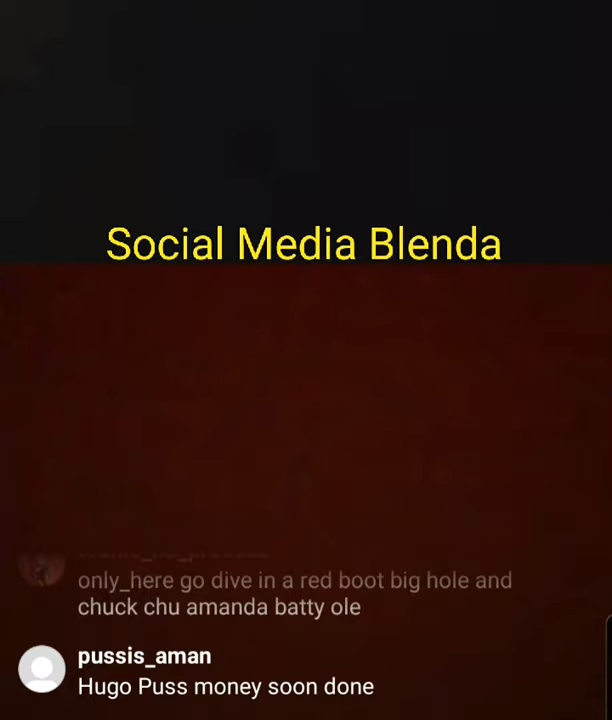 Social Media Blenda
only_here go dive in a red boot big hole and
chuck chu amanda batty ole
pussis_aman
Hugo Puss money soon done